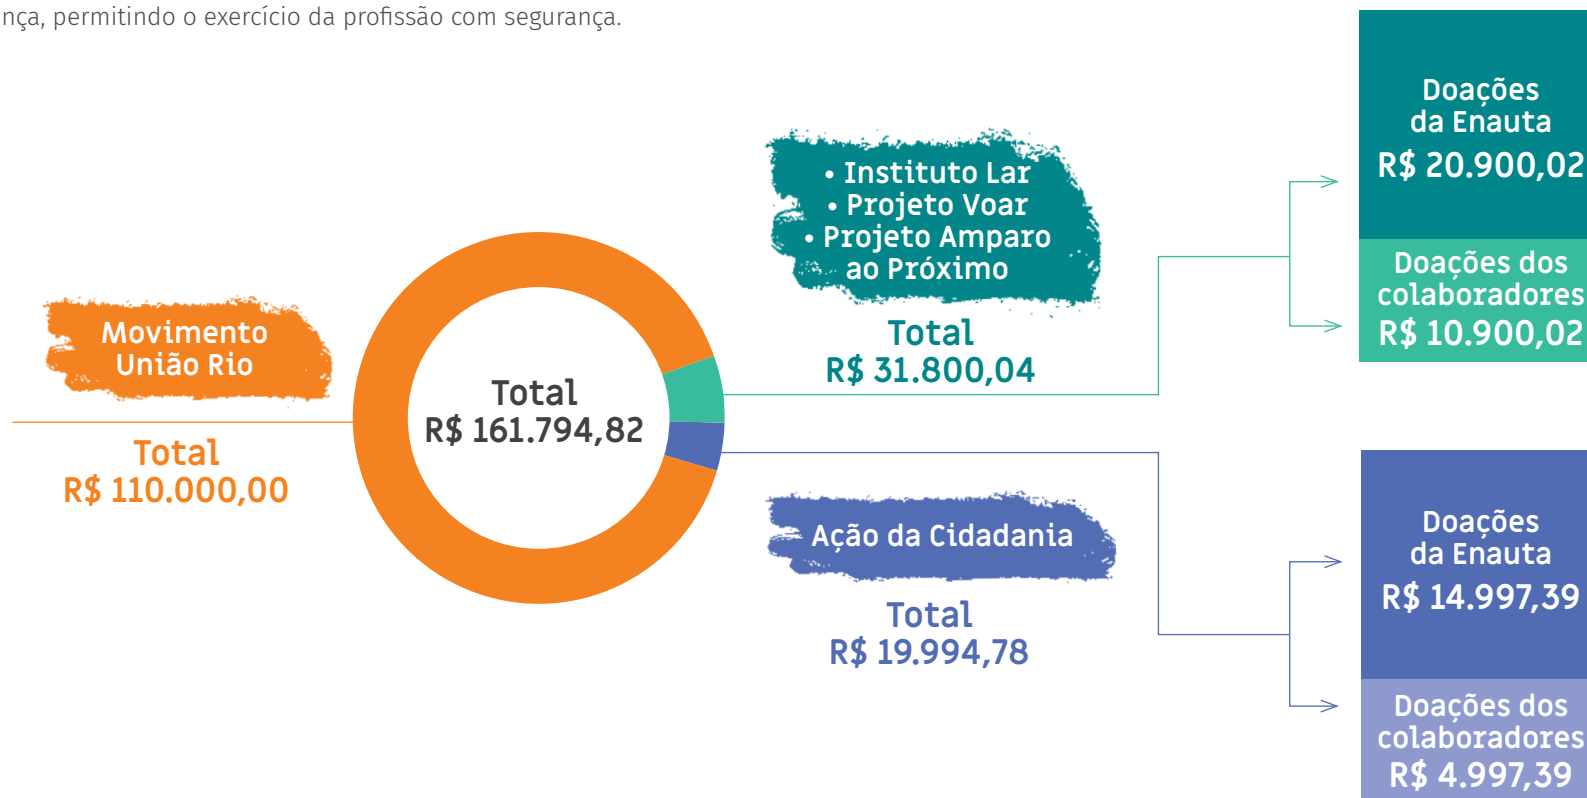 permitindo o exercício da profissão com segurança.
Movimento
União Rio
Total
R$ 110.000,00
Total
R$ 161.794,82
• Instituto Lar
• Projeto Voar
• Projeto Amparo
ao Próximo
Total
R$ 31.800,04
Doações
da Enauta
R$ 20.900,02
Doações dos
colaboradores
R$ 10.900,02
Ação da Cidadania
Total
R$ 19.994,78
Doações
da Enauta
R$ 14.997,39
Doações dos
colaboradores
R$ 4.997,39